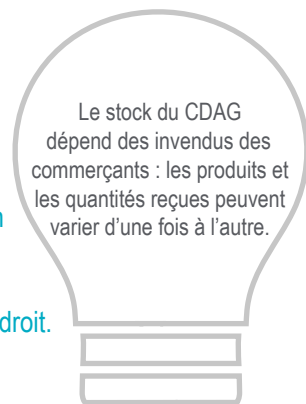 Le stock du CDAG
dépend des invendus des
commerçants : les produits et
les quantités reçues peuvent
varier d'une fois à l'autre.
droit.